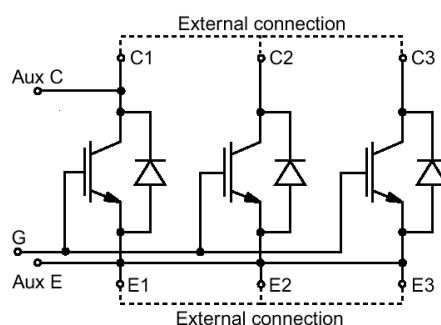 External connection
C1
C2
C3
Aux C
G
Aux E
E1
E2
E3
External connection